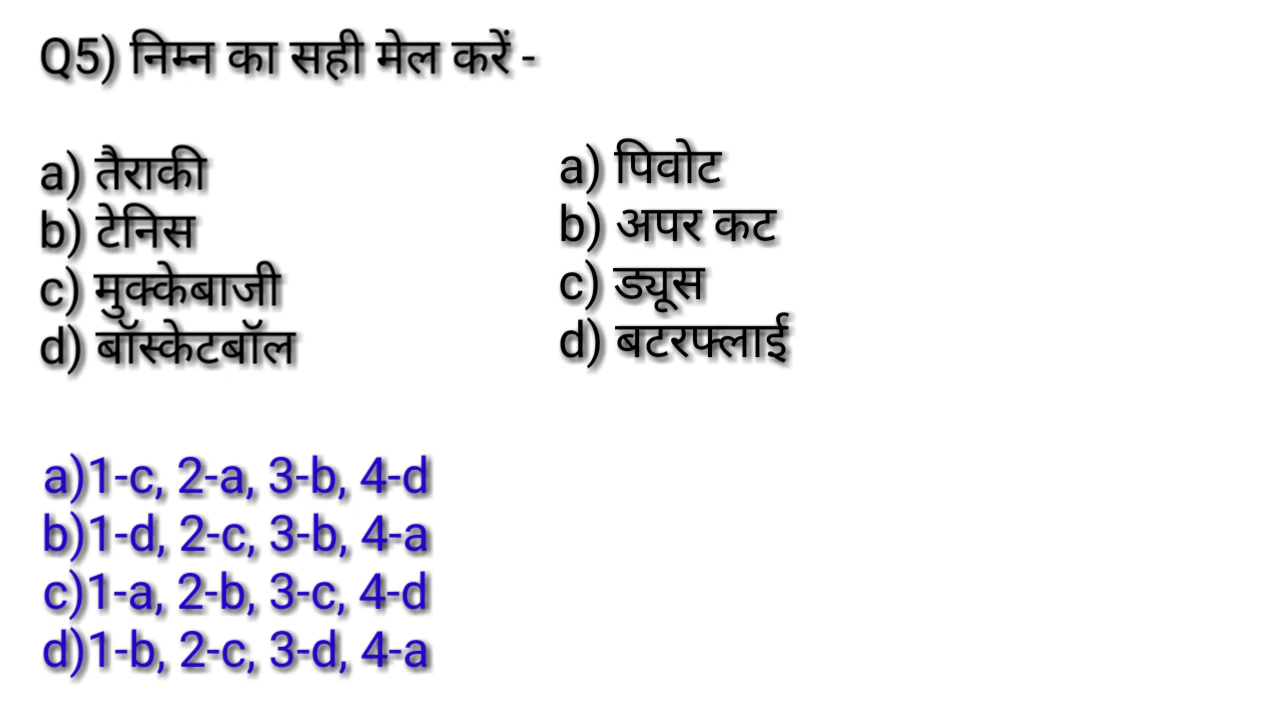 Q5) निम्न का सही मेल करें -
a) तैराकी
b) टेनिस
c) मुक्केबाजी
d) बॉस्केटबॉल
a) पिवोट
b) अपर कट
c) ड्यूस
d) बटरफ्लाई
a)1-c, 2-a, 3-b, 4-d
b)1-d, 2-c, 3-b, 4-a
c)1-a, 2-b, 3-c, 4-d
d)1-b, 2-c, 3-d, 4-a